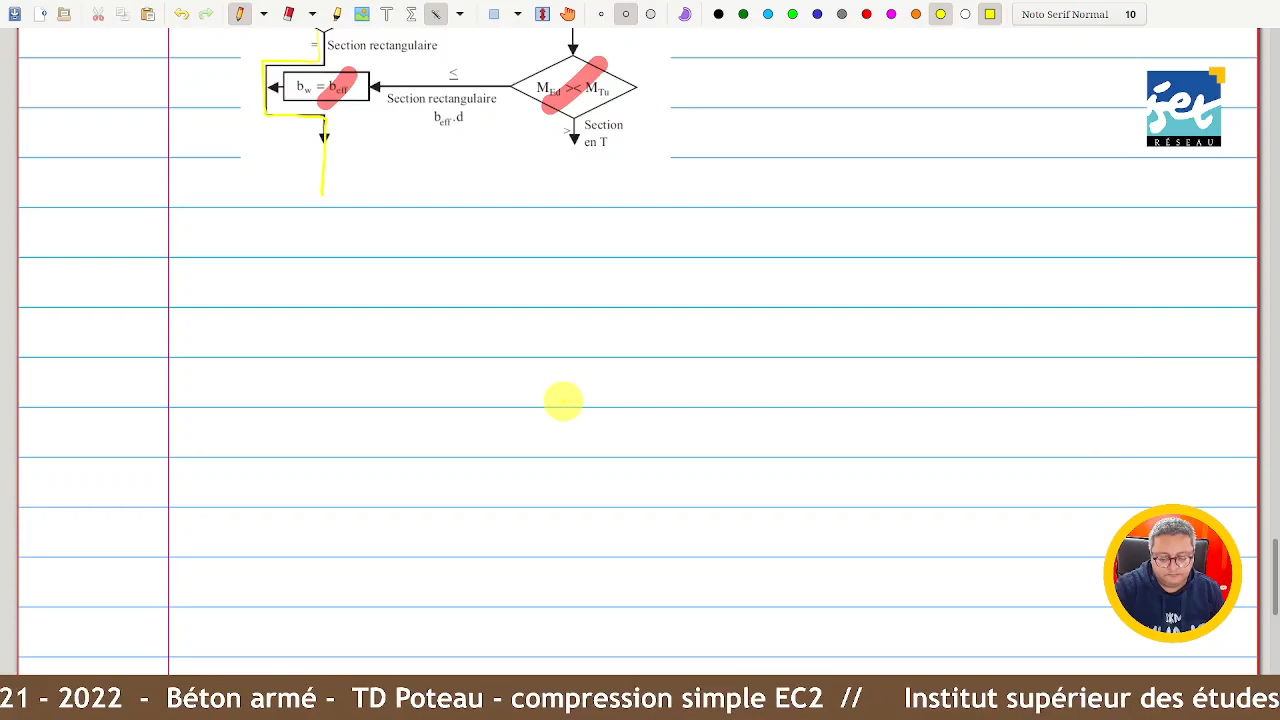 Noto Serif Normal 10
= Section rectangulaire
b_w = b_eff
≤
Section rectangulaire
b_eff.d
M_Ed >< M_Tu
> Section
en T
iset
RÉSEAU
21 - 2022 - Béton armé - TD Poteau - compression simple EC2 // Institut supérieur des études